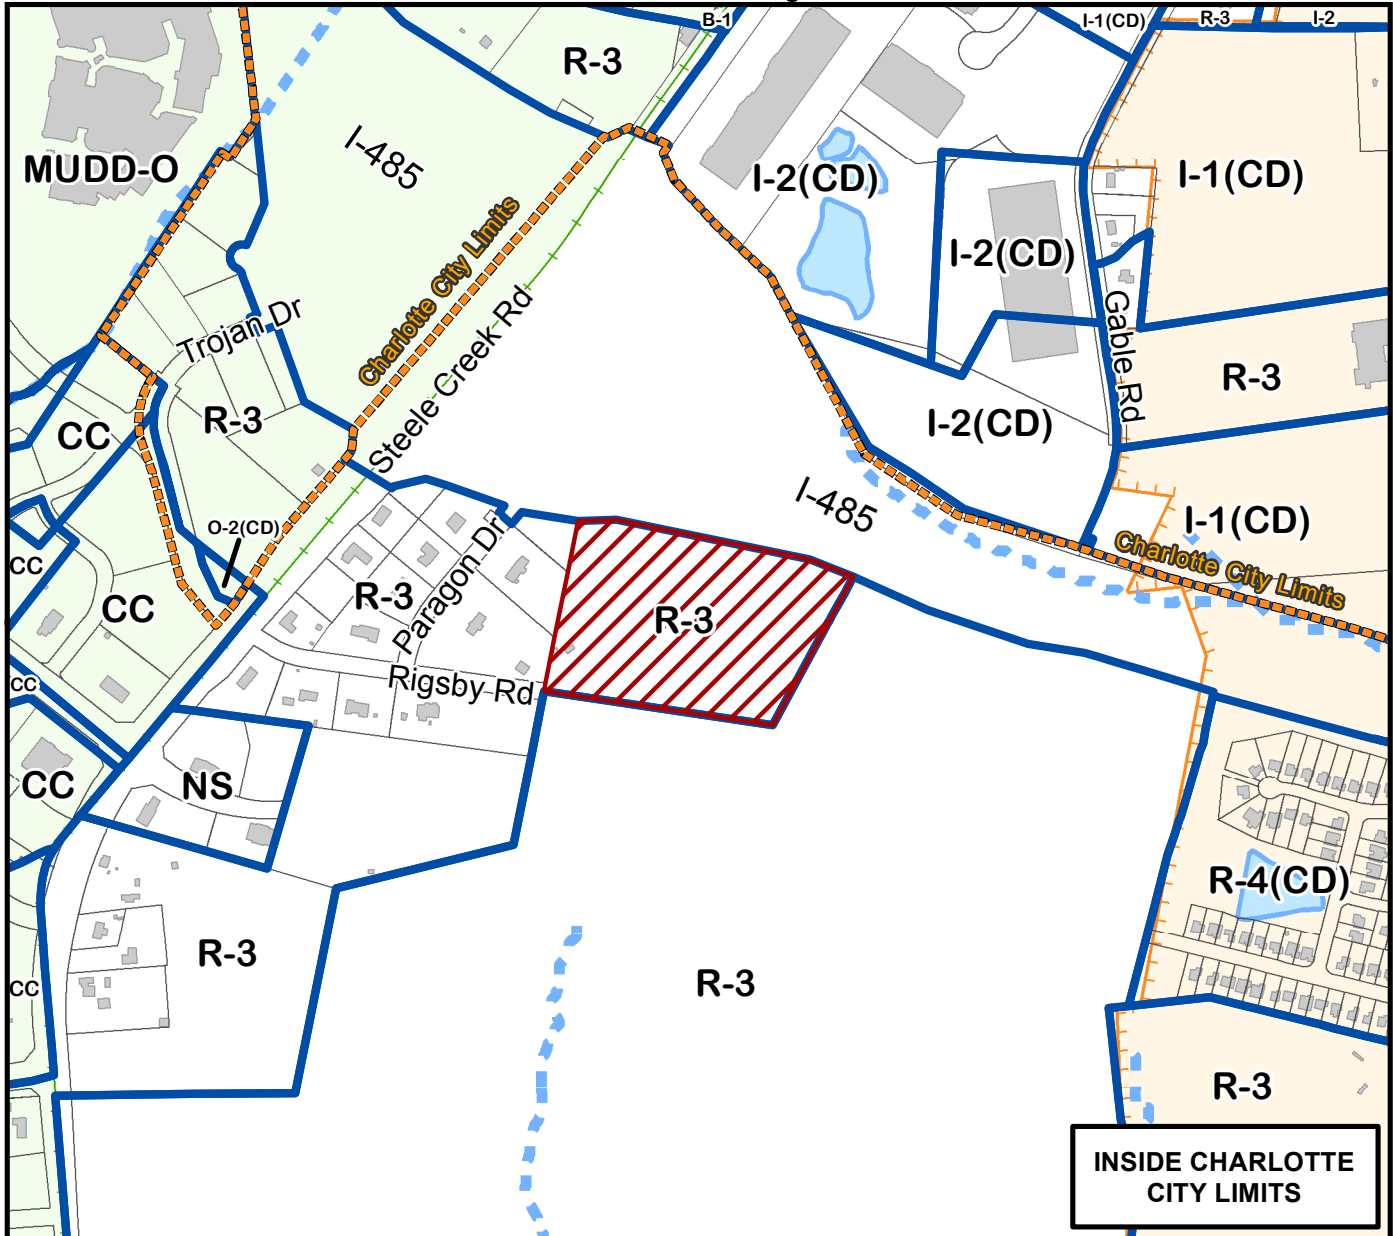 B-1
I-1(CD)
R-3
I-2
R-3
I-485
MUDD-O
I-2(CD)
I-1(CD)
Charlotte City Limits
I-2(CD)
Steele Creek Rd
Trojan Dr
Gable Rd
R-3
R-3
CC
I-2(CD)
I-485
I-1(CD)
O-2(CD)
Charlotte City Limits
CC
R-3
Paragon Dr
CC
R-3
Rigsby Rd
CC
CC
NS
R-4(CD)
R-3
R-3
CC
R-3
INSIDE CHARLOTTE
CITY LIMITS